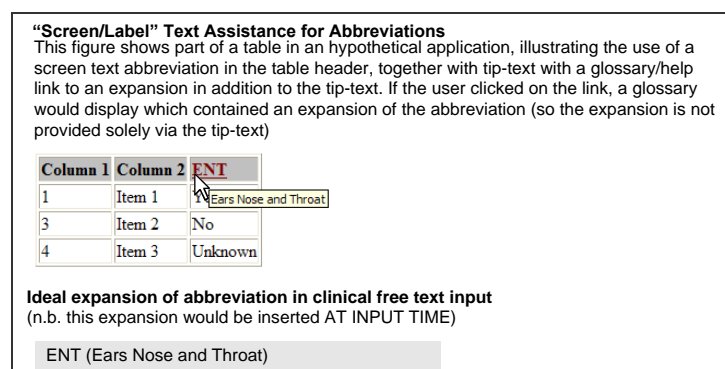 “Screen/Label” Text Assistance for Abbreviations
This figure shows part of a table in an hypothetical application, illustrating the use of a
screen text abbreviation in the table header, together with tip-text with a glossary/help
link to an expansion in addition to the tip-text. If the user clicked on the link, a glossary
would display which contained an expansion of the abbreviation (so the expansion is not
provided solely via the tip-text)
Column 1 Column 2 ENT
1 Item 1
Ears Nose and Throat
3 Item 2 No
4 Item 3 Unknown
Ideal expansion of abbreviation in clinical free text input
(n.b. this expansion would be inserted AT INPUT TIME)
ENT (Ears Nose and Throat)